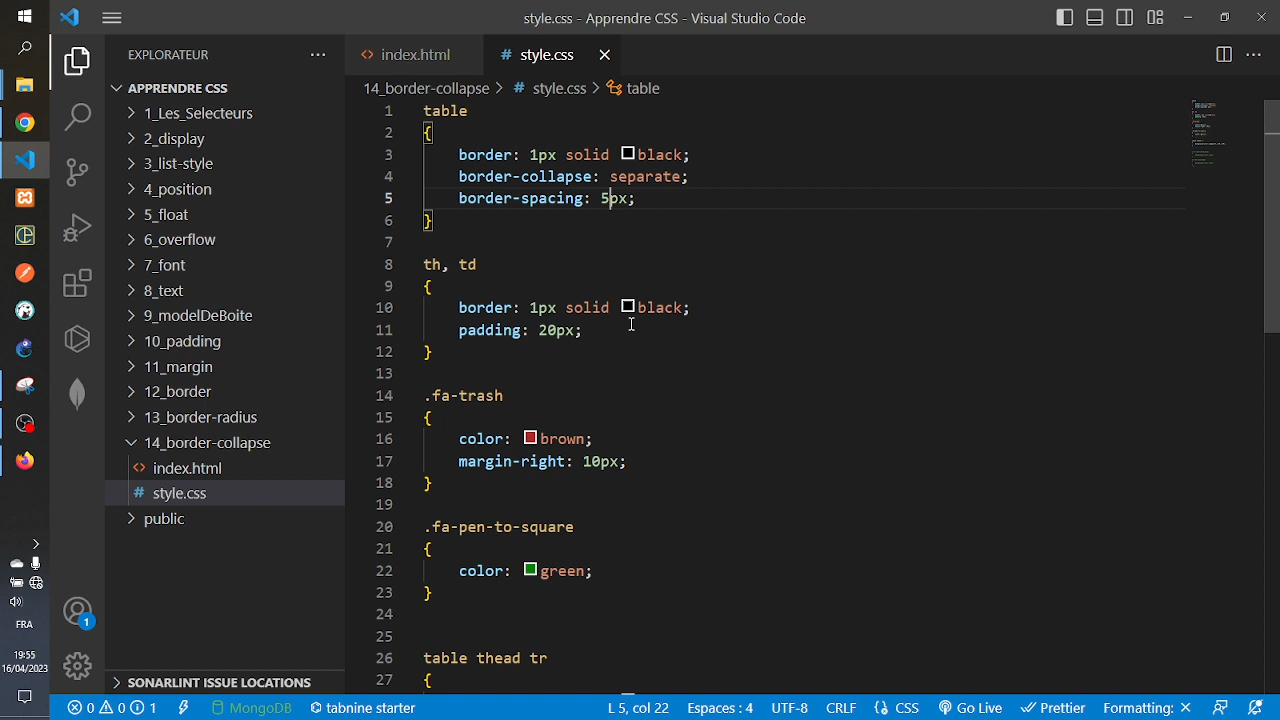 style.css - Apprendre CSS - Visual Studio Code
EXPLORATEUR
index.html
# style.css
14_border-collapse > # style.css > table
APPRENDRE CSS
1_Les_Selecteurs
2_display
3_list-style
4_position
5_float
6_overflow
7_font
8_text
9_modelDeBoite
10_padding
11_margin
12_border
13_border-radius
14_border-collapse
<> index.html
# style.css
public
SONARLINT ISSUE LOCATIONS
1 table
2 {
3 border: 1px solid black;
4 border-collapse: separate;
5 border-spacing: 5px;
6 }
7
8 th, td
9 {
10 border: 1px solid black;
11 padding: 20px;
12 }
13
14 .fa-trash
15 {
16 color: brown;
17 margin-right: 10px;
18 }
19
20 .fa-pen-to-square
21 {
22 color: green;
23 }
24
25
26 table thead tr
27 {
1
FRA
19:55
16/04/2023
0 0 1 MongoDB tabnine starter L 5, col 22 Espaces : 4 UTF-8 CRLF {} CSS Go Live Prettier Formatting: ×